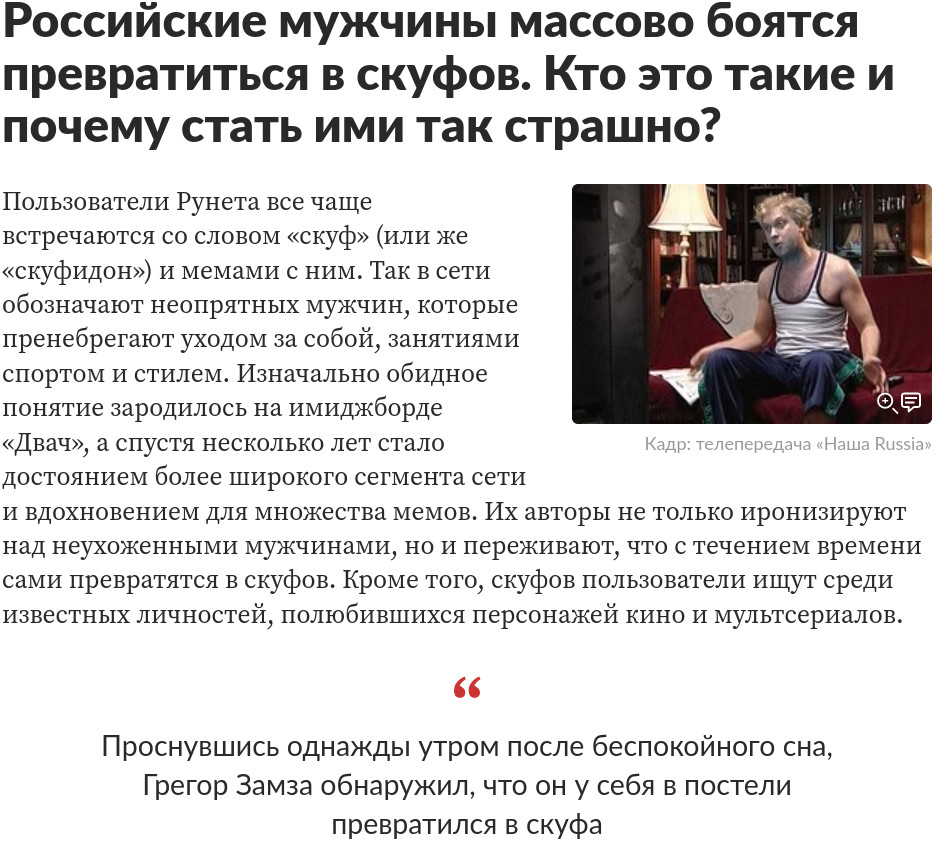 Российские мужчины массово боятся
превратиться в скуфов. Кто это такие и
почему стать ими так страшно?
Пользователи Рунета все чаще
встречаются со словом «скуф» (или же
«скуфидон») и мемами с ним. Так в сети
обозначают неопрятных мужчин, которые
пренебрегают уходом за собой, занятиями
спортом и стилем. Изначально обидное
понятие зародилось на имиджборде
«Двач», а спустя несколько лет стало
достоянием более широкого сегмента сети
и вдохновением для множества мемов. Их авторы не только иронизируют
над неухоженными мужчинами, но и переживают, что с течением времени
сами превратятся в скуфов. Кроме того, скуфов пользователи ищут среди
известных личностей, полюбившихся персонажей кино и мультсериалов.
Кадр: телепередача «Наша Russia»
“
Проснувшись однажды утром после беспокойного сна,
Грегор Замза обнаружил, что он у себя в постели
превратился в скуфа